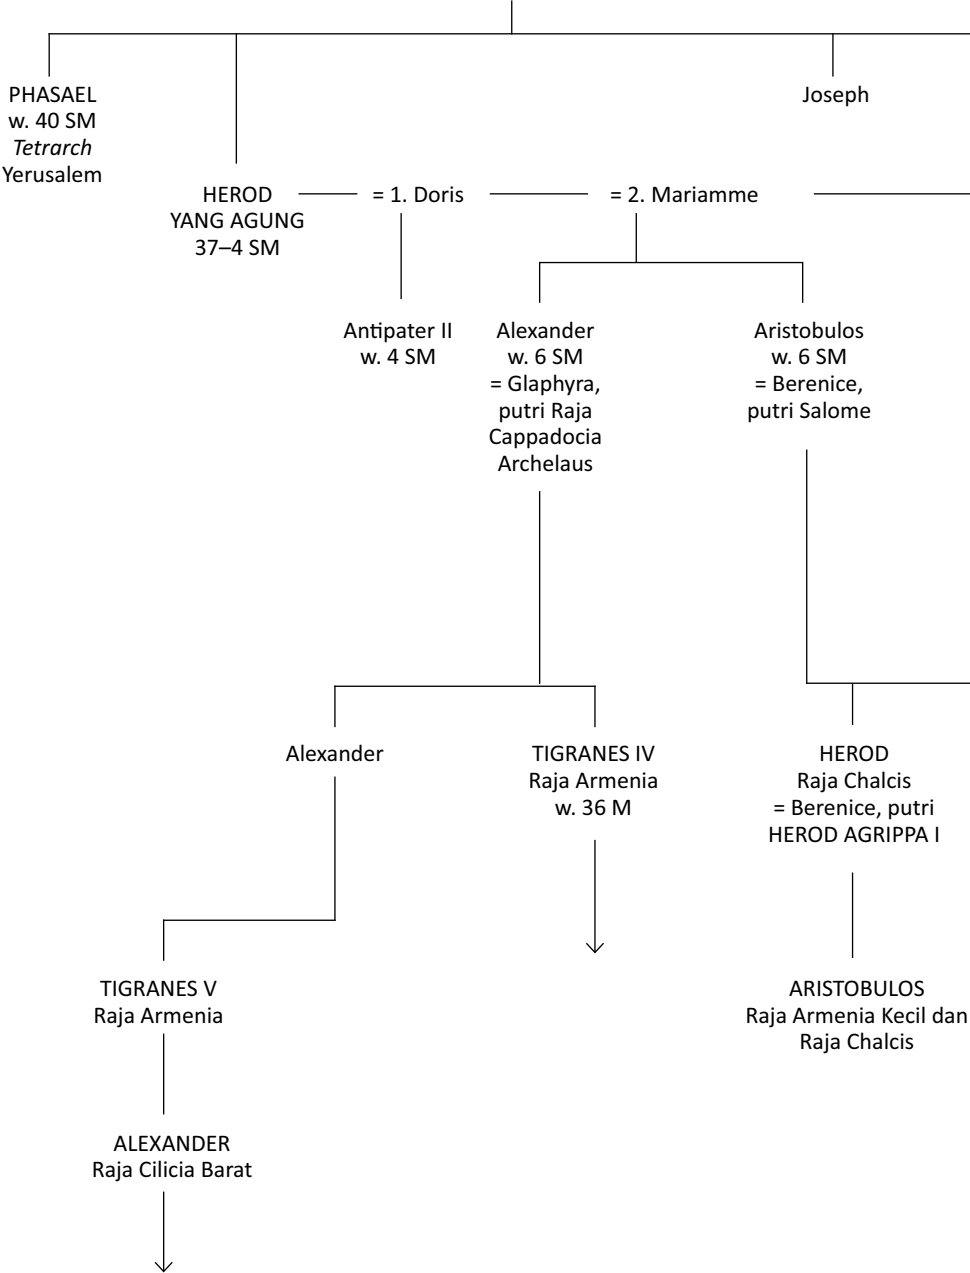 PHASAEL
w. 40 SM
Tetrarch
Yerusalem
Joseph
HEROD
YANG AGUNG
37–4 SM
= 1. Doris
= 2. Mariamme
Antipater II
w. 4 SM
Alexander
w. 6 SM
= Glaphyra,
putri Raja
Cappadocia
Archelaus
Aristobulos
w. 6 SM
= Berenice,
putri Salome
Alexander
TIGRANES IV
Raja Armenia
w. 36 M
HEROD
Raja Chalcis
= Berenice, putri
HEROD AGRIPPA I
TIGRANES V
Raja Armenia
ARISTOBULOS
Raja Armenia Kecil dan
Raja Chalcis
ALEXANDER
Raja Cilicia Barat